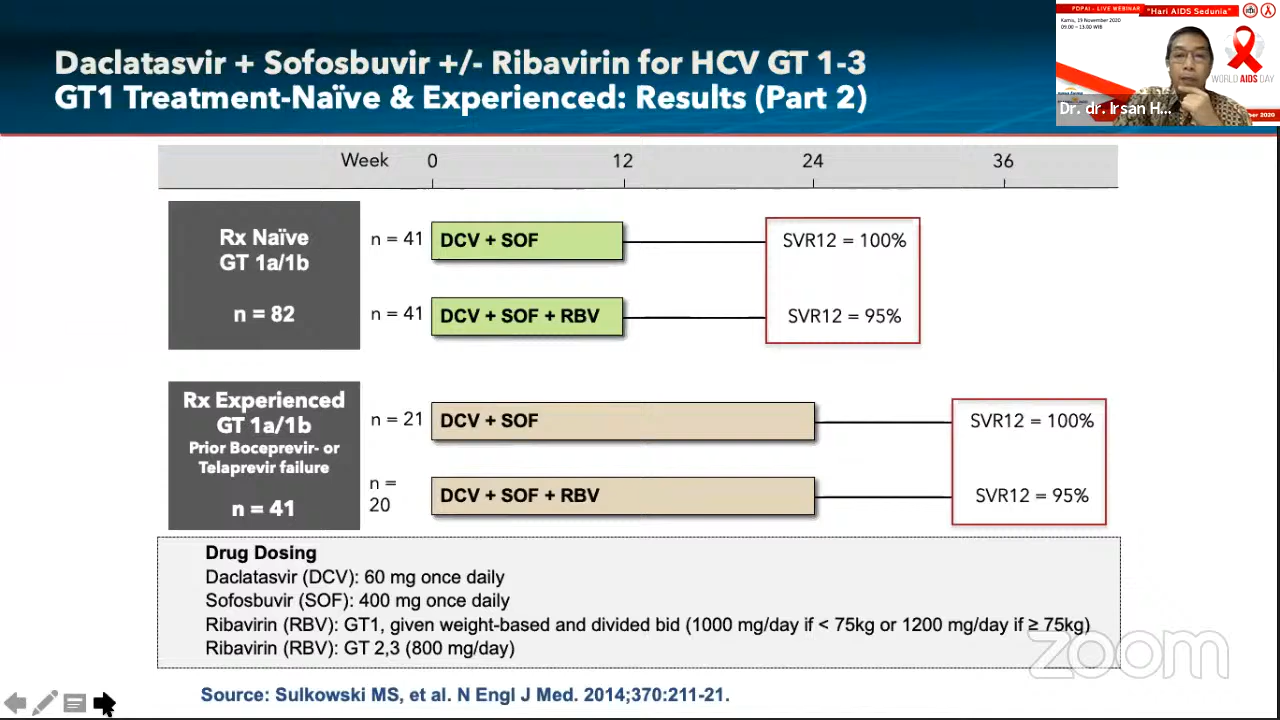 Daclatasvir + Sofosbuvir +/- Ribavirin for HCV GT 1-3
GT1 Treatment-Naïve & Experienced: Results (Part 2)
PDPAI - LIVE WEBINAR
"Hari AIDS Sedunia"
Kamis, 19 November 2020
09.00 – 13.00 WIB
WORLD AIDS DAY
Dr. dr. Irsan H...
Week 0 12 24 36
Rx Naïve
GT 1a/1b
n = 82
n = 41 DCV + SOF SVR12 = 100%
n = 41 DCV + SOF + RBV SVR12 = 95%
Rx Experienced
GT 1a/1b
Prior Boceprevir- or
Telaprevir failure
n = 41
n = 21 DCV + SOF SVR12 = 100%
n =
20 DCV + SOF + RBV SVR12 = 95%
Drug Dosing
Daclatasvir (DCV): 60 mg once daily
Sofosbuvir (SOF): 400 mg once daily
Ribavirin (RBV): GT1, given weight-based and divided bid (1000 mg/day if < 75kg or 1200 mg/day if ≥ 75kg)
Ribavirin (RBV): GT 2,3 (800 mg/day)
zoom
Source: Sulkowski MS, et al. N Engl J Med. 2014;370:211-21.